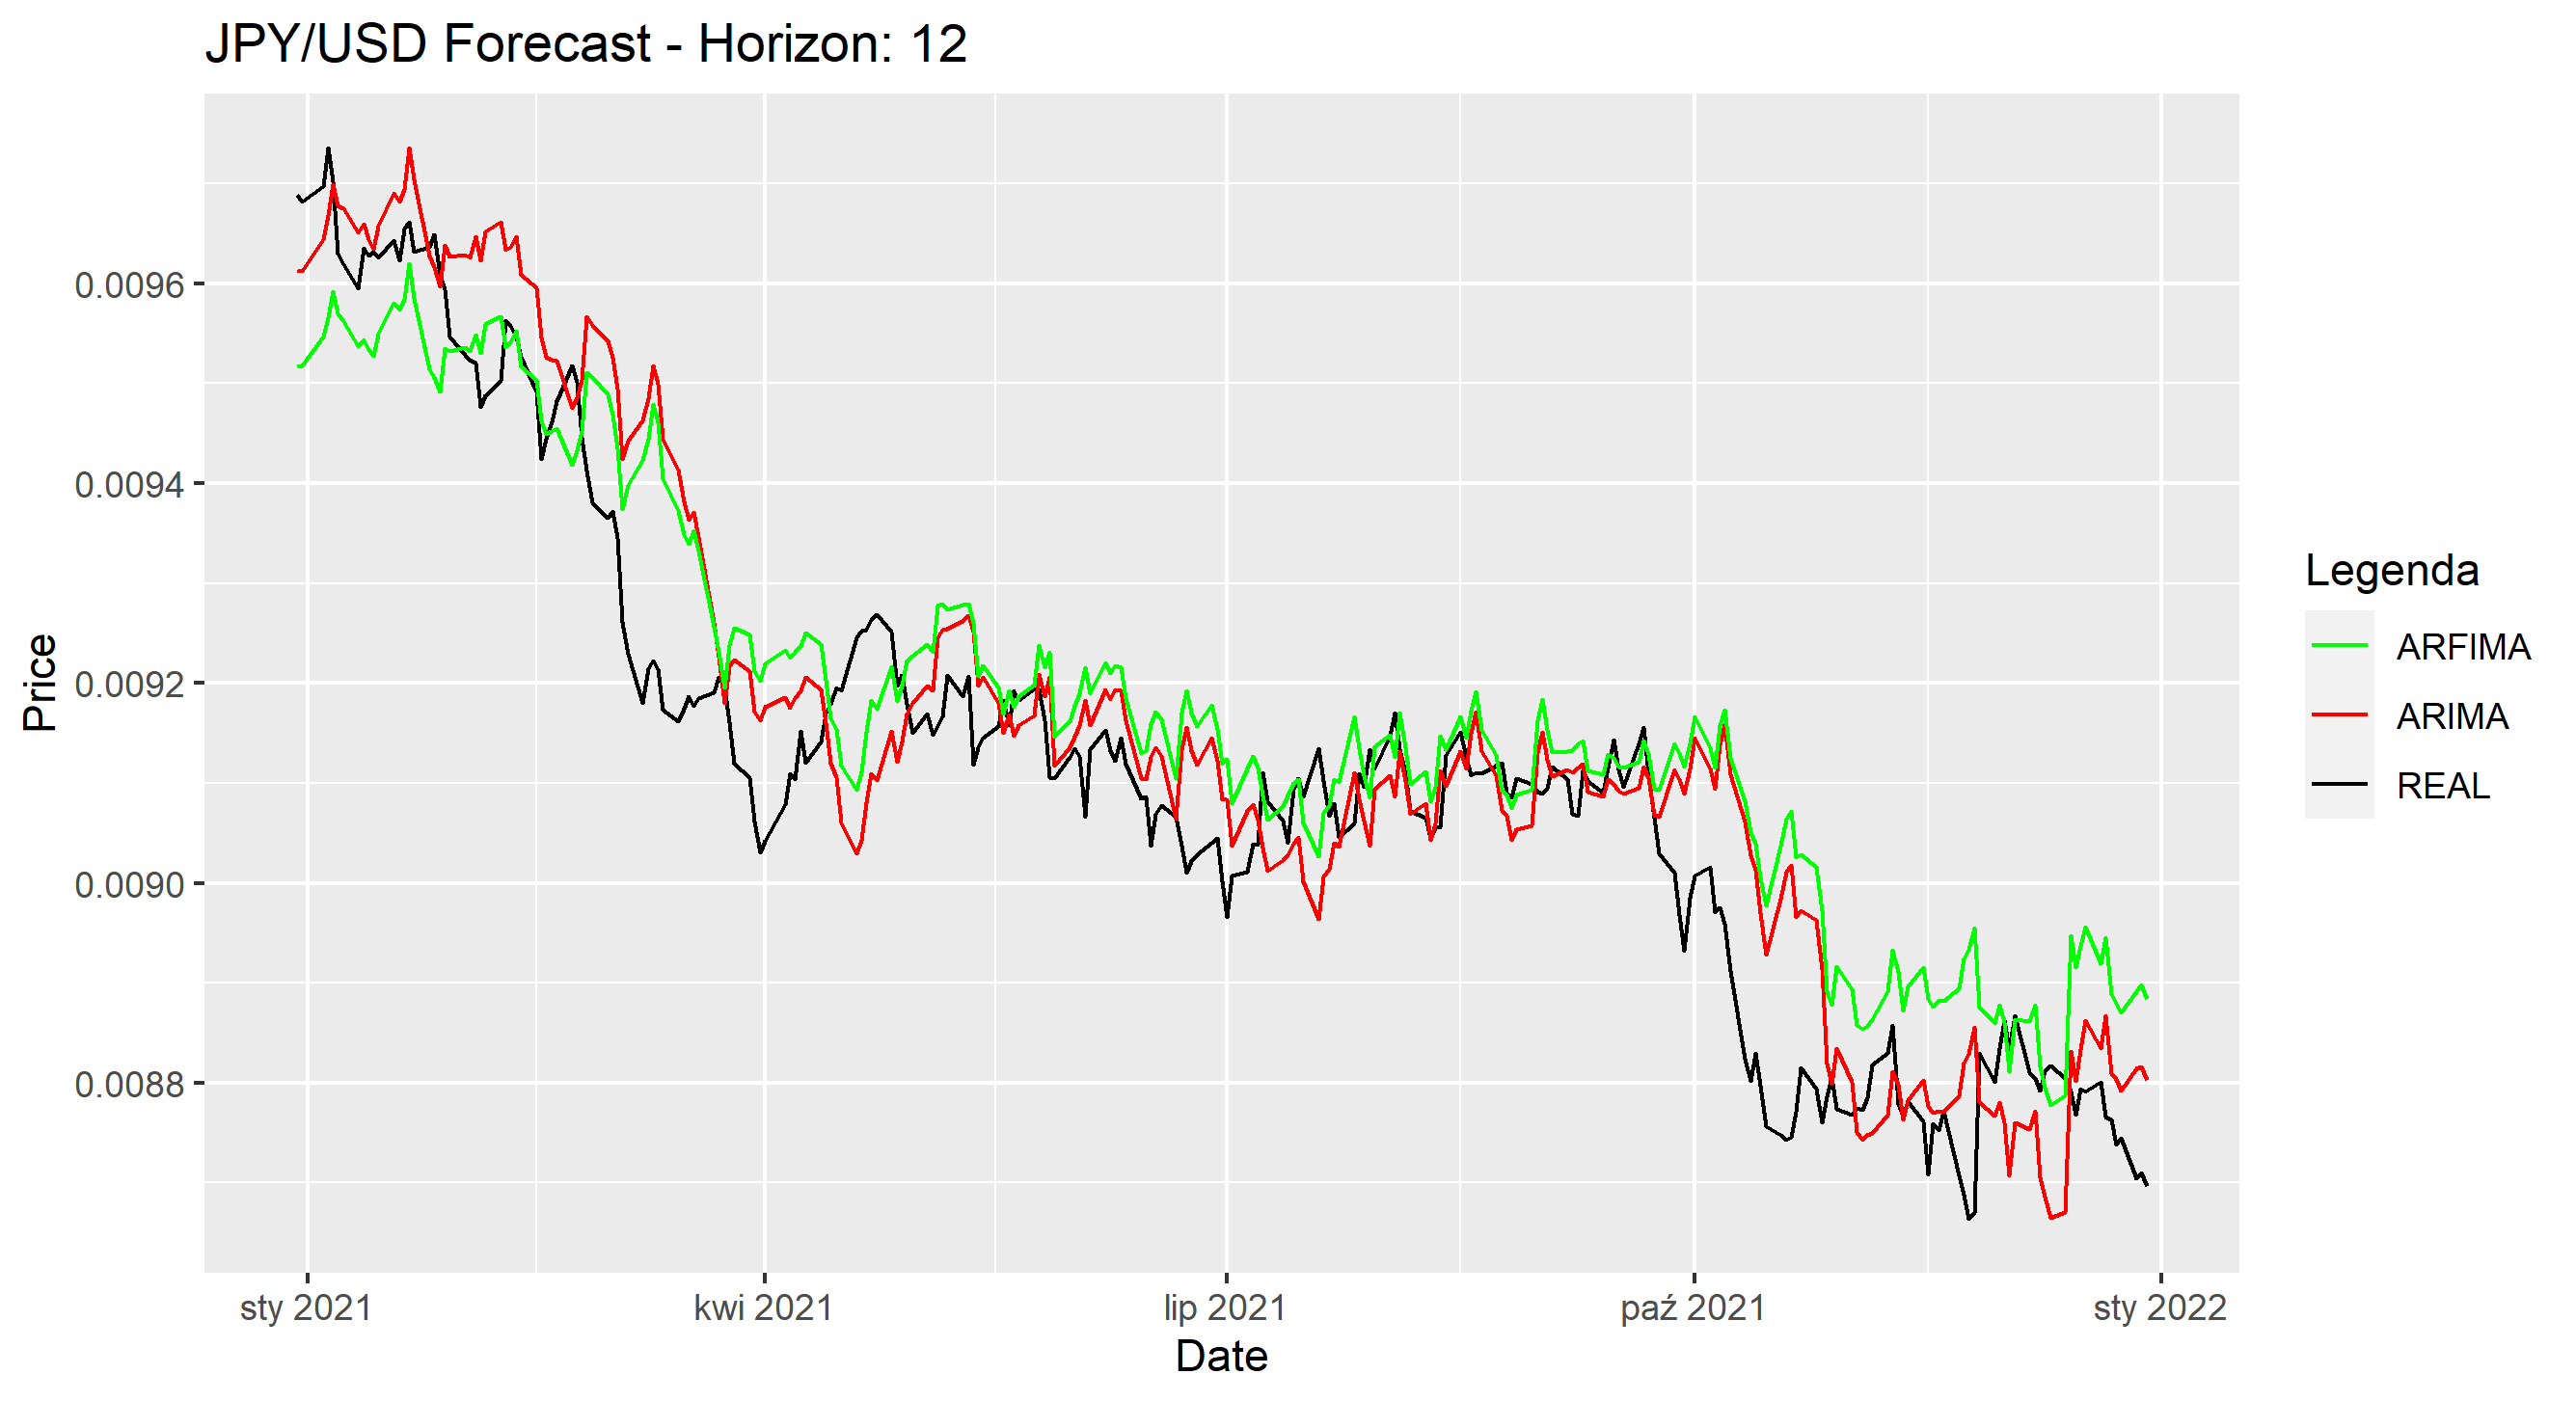 JPY/USD Forecast - Horizon: 12
Price
0.0096
0.0094
0.0092
0.0090
0.0088
sty 2021
kwi 2021
lip 2021
paź 2021
sty 2022
Date
Legenda
ARFIMA
ARIMA
REAL